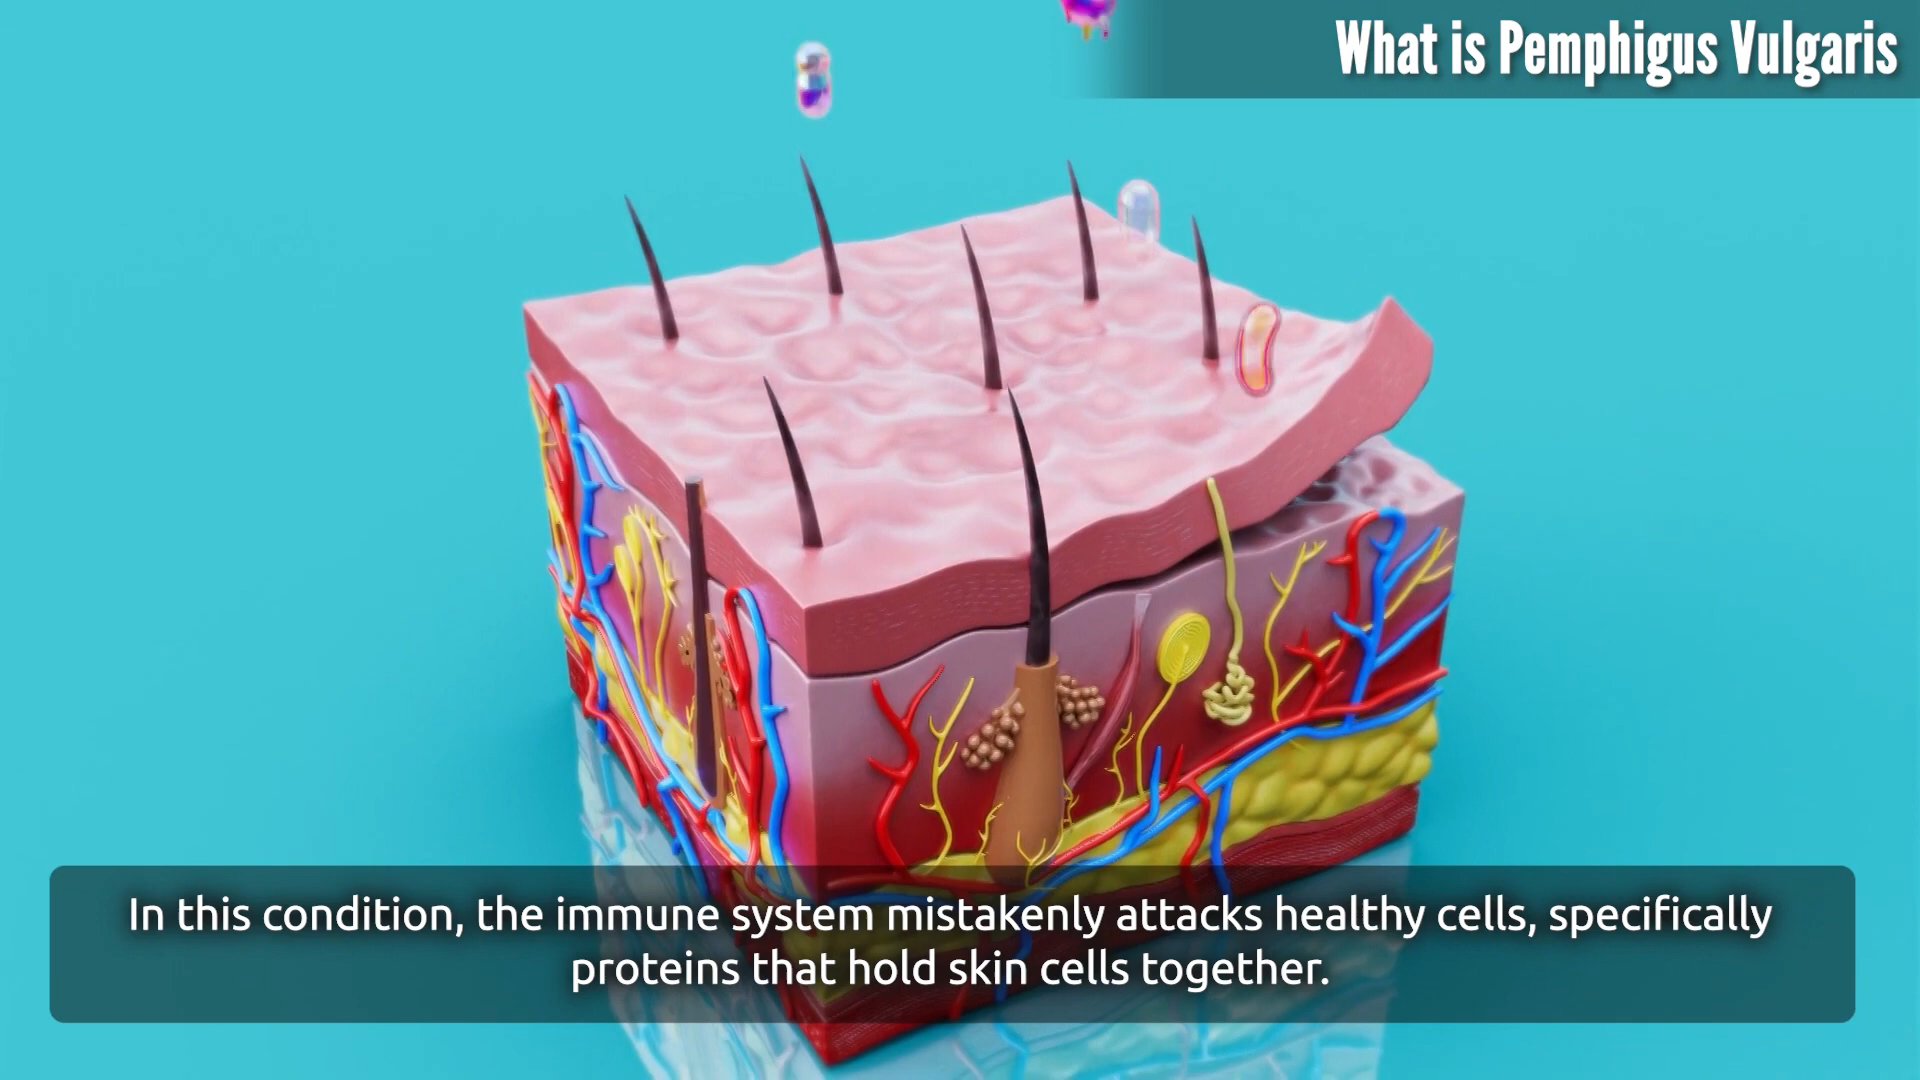 What is Pemphigus Vulgaris
In this condition, the immune system mistakenly attacks healthy cells, specifically
proteins that hold skin cells together.